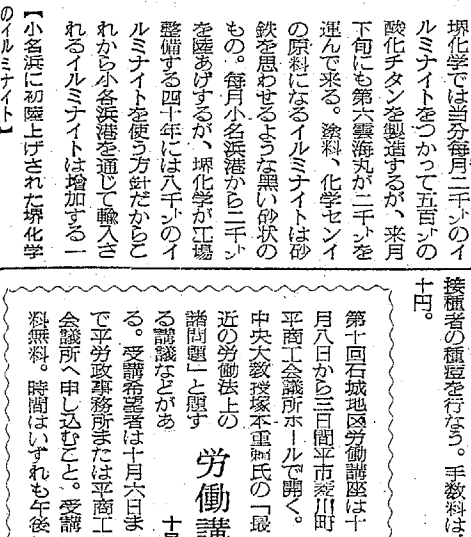 堺化学では当分毎月二千㌧のイ
ルミナイトをつかって五百㌧の
酸化チタンを製造するが、来月
下旬にも第六雲海丸が二千㌧を
運んで来る。塗料、化学センイ
の原料になるイルミナイトは砂
鉄を思わせるような黒い砂状の
もの。毎月小名浜港から二千㌧
を陸あげするが、堺化学が工場
整備する四十年には八千㌧のイ
ルミナイトを使う方針だからこ
れから小各浜港を通じて輸入さ
れるイルミナイトは増加する一
【小名浜に初陸上げされた堺化学
のイルミナイト】
接種者の種痘を行なう。手数料は
十円。
労働講
十月
第十回石城地区労働講座は十
月八日から三日間平市菱川町
平商工会議所ホールで開く。
中央大教授塚本重頼氏の「最
近の労働法上の
諸問題」と題す
る講議などがあ
る。受講希望者は十月六日ま
で平労政事務所または平商工
会議所へ申し込むこと。受講
料無料。時間はいずれも午後